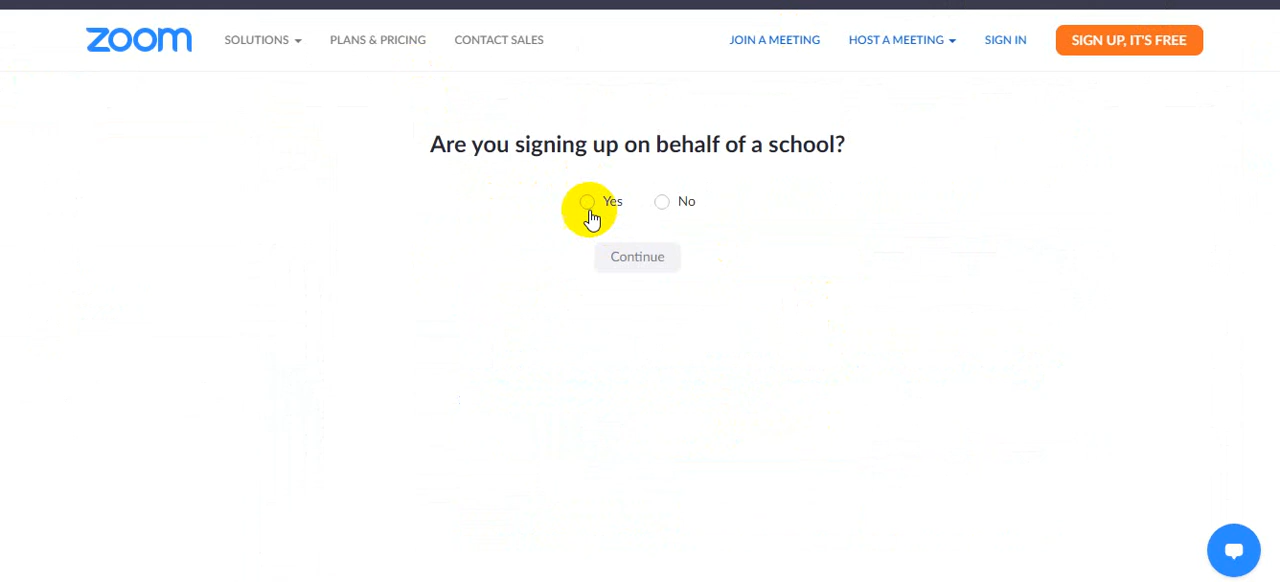 zoom SOLUTIONS PLANS & PRICING CONTACT SALES JOIN A MEETING HOST A MEETING SIGN IN SIGN UP, IT'S FREE
Are you signing up on behalf of a school?
Yes No
Continue